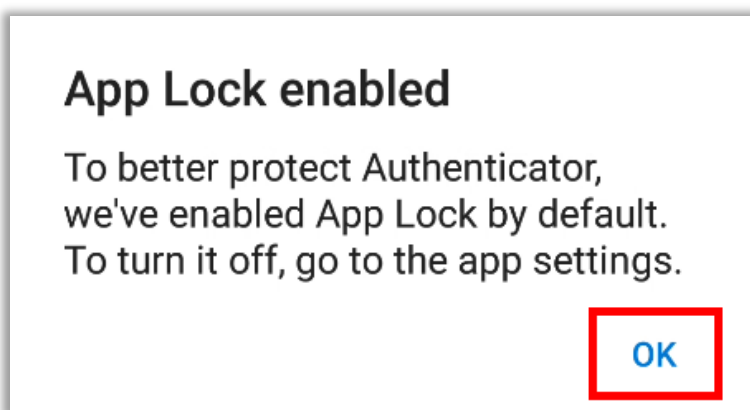 App Lock enabled
To better protect Authenticator,
we've enabled App Lock by default.
To turn it off, go to the app settings.
OK